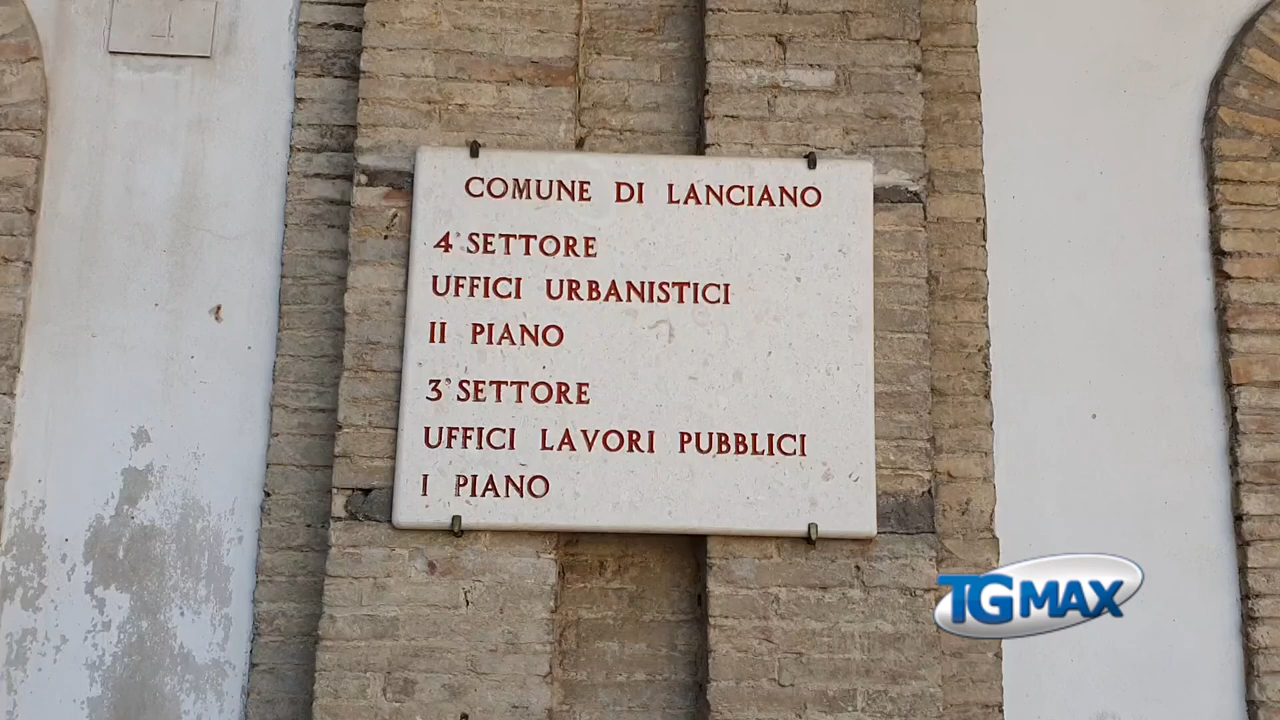 COMUNE DI LANCIANO
4° SETTORE
UFFICI URBANISTICI
II PIANO
3° SETTORE
UFFICI LAVORI PUBBLICI
I PIANO
TGMAX